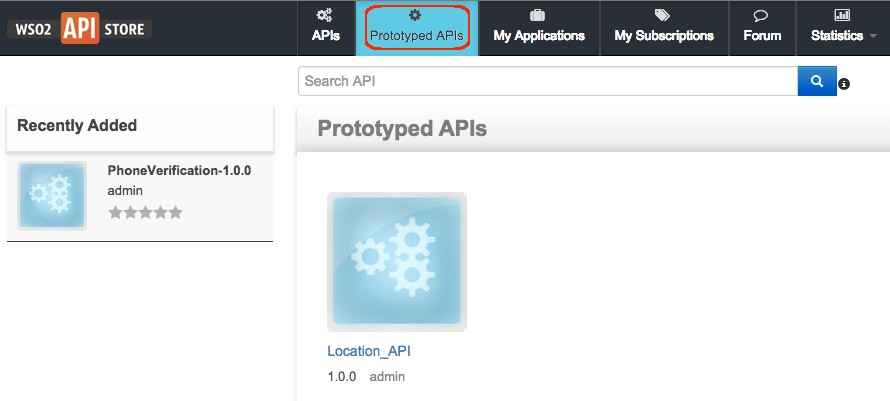 WSO2 API STORE
APIs
Prototyped APIs
My Applications
My Subscriptions
Forum
Statistics
Search API
Recently Added
PhoneVerification-1.0.0
admin
Prototyped APIs
Location_API
1.0.0 admin